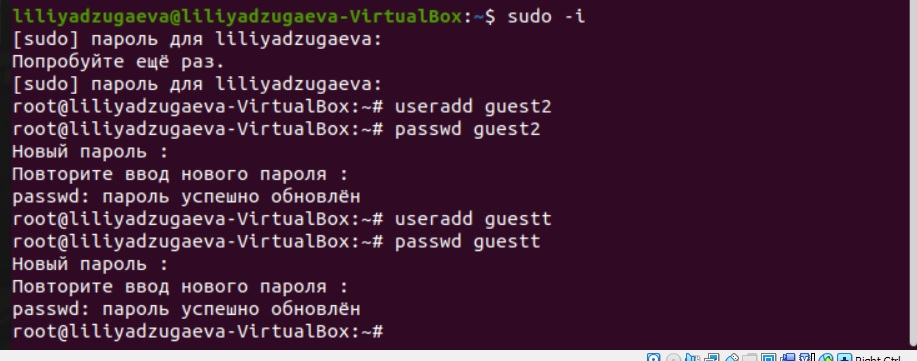 liliyadzugaeva@liliyadzugaeva-VirtualBox:~$ sudo -i
[sudo] пароль для liliyadzugaeva:
Попробуйте ещё раз.
[sudo] пароль для liliyadzugaeva:
root@liliyadzugaeva-VirtualBox:~# useradd guest2
root@liliyadzugaeva-VirtualBox:~# passwd guest2
Новый пароль :
Повторите ввод нового пароля :
passwd: пароль успешно обновлён
root@liliyadzugaeva-VirtualBox:~# useradd guestt
root@liliyadzugaeva-VirtualBox:~# passwd guestt
Новый пароль :
Повторите ввод нового пароля :
passwd: пароль успешно обновлён
root@liliyadzugaeva-VirtualBox:~#
Right Ctrl